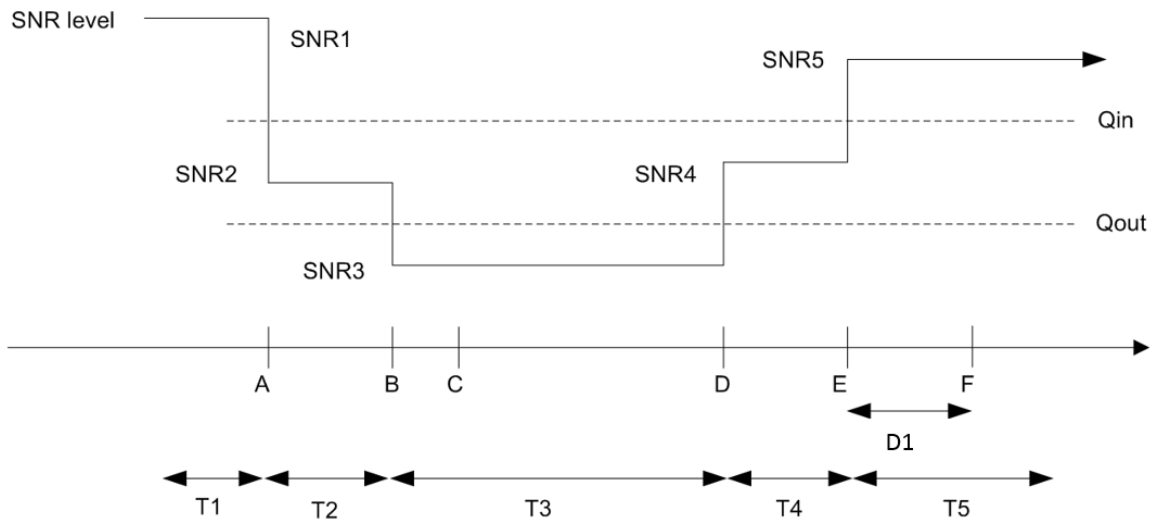 SNR level
SNR1
SNR5
Qin
SNR2
SNR4
Qout
SNR3
A B C D E F
D1
T1 T2 T3 T4 T5